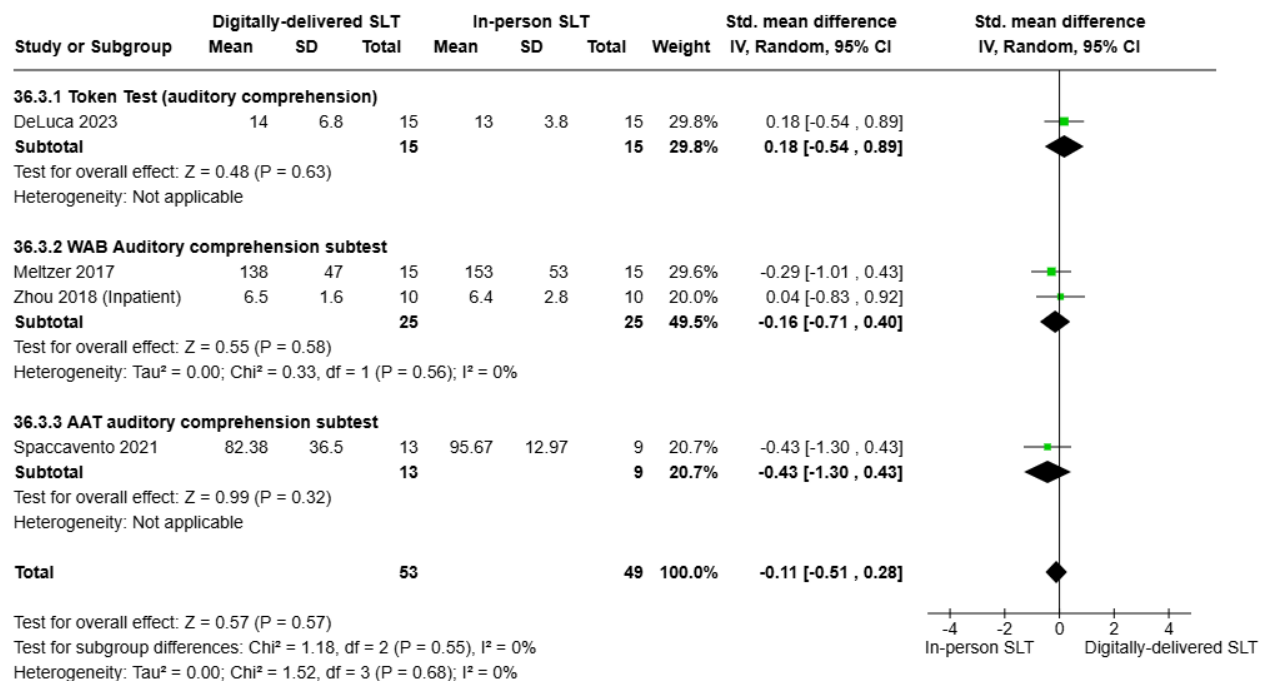 Digitally-delivered SLT In-person SLT Std. mean difference Std. mean difference
Study or Subgroup Mean SD Total Mean SD Total Weight IV, Random, 95% CI IV, Random, 95% CI
36.3.1 Token Test (auditory comprehension)
DeLuca 2023 14 6.8 15 13 3.8 15 29.8% 0.18 [-0.54 , 0.89]
Subtotal 15 15 29.8% 0.18 [-0.54 , 0.89]
Test for overall effect: Z = 0.48 (P = 0.63)
Heterogeneity: Not applicable
36.3.2 WAB Auditory comprehension subtest
Meltzer 2017 138 47 15 153 53 15 29.6% -0.29 [-1.01 , 0.43]
Zhou 2018 (Inpatient) 6.5 1.6 10 6.4 2.8 10 20.0% 0.04 [-0.83 , 0.92]
Subtotal 25 25 49.5% -0.16 [-0.71 , 0.40]
Test for overall effect: Z = 0.55 (P = 0.58)
Heterogeneity: Tau² = 0.00; Chi² = 0.33, df = 1 (P = 0.56); I² = 0%
36.3.3 AAT auditory comprehension subtest
Spaccavento 2021 82.38 36.5 13 95.67 12.97 9 20.7% -0.43 [-1.30 , 0.43]
Subtotal 13 9 20.7% -0.43 [-1.30 , 0.43]
Test for overall effect: Z = 0.99 (P = 0.32)
Heterogeneity: Not applicable
Total 53 49 100.0% -0.11 [-0.51 , 0.28]
Test for overall effect: Z = 0.57 (P = 0.57)
-4 -2 0 2 4
Test for subgroup differences: Chi² = 1.18, df = 2 (P = 0.55), I² = 0%
In-person SLT Digitally-delivered SLT
Heterogeneity: Tau² = 0.00; Chi² = 1.52, df = 3 (P = 0.68); I² = 0%